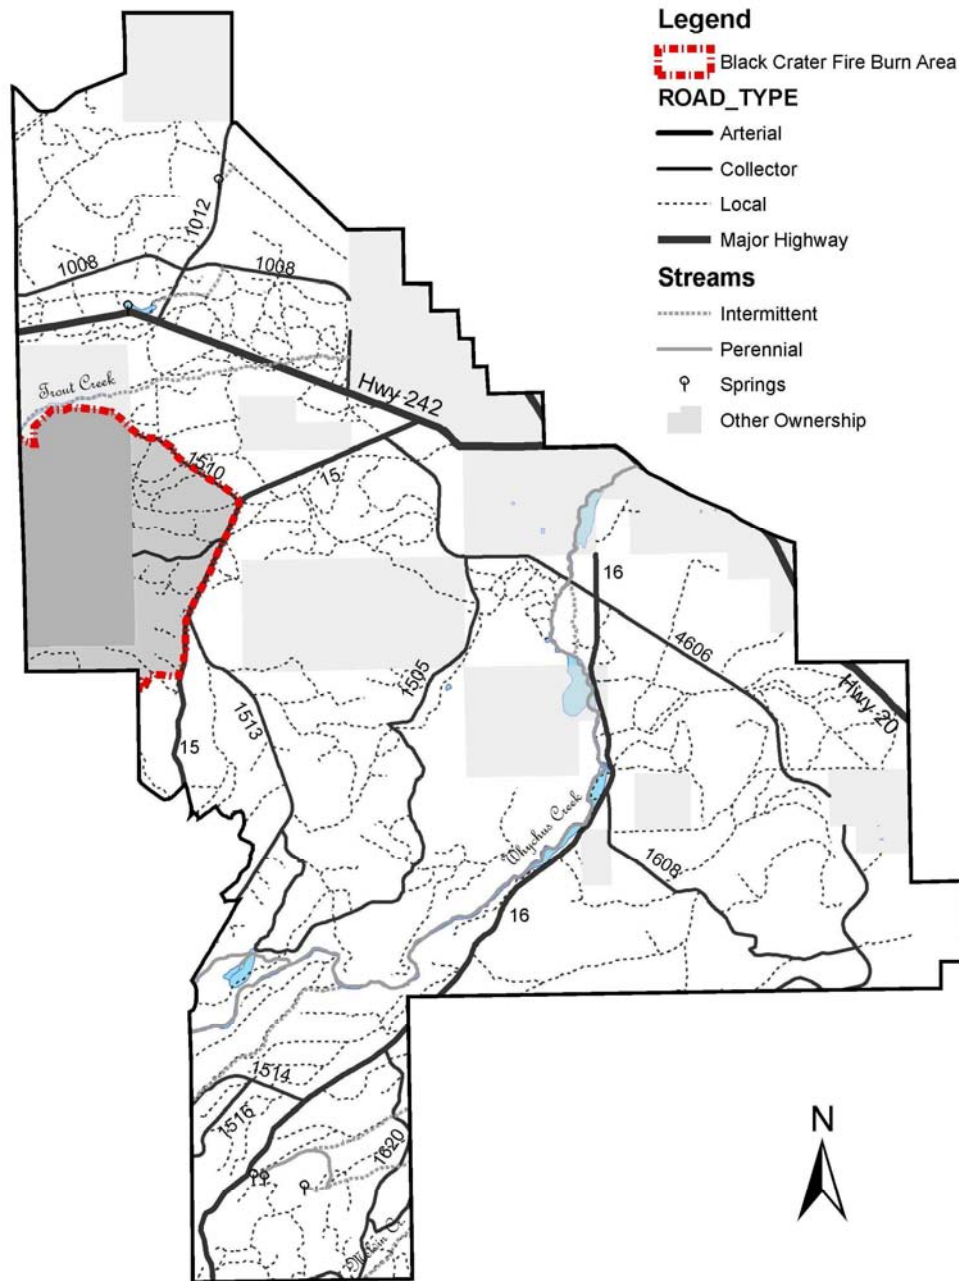 Legend
Black Crater Fire Burn Area
ROAD_TYPE
Arterial
Collector
Local
Major Highway
Streams
Intermittent
Perennial
Springs
Other Ownership
1012
1008
1008
Trout Creek
Hwy 242
1510
15
16
4606
1505
Hwy 20
1513
15
Whychus Creek
1608
16
1514
1516
1620
N